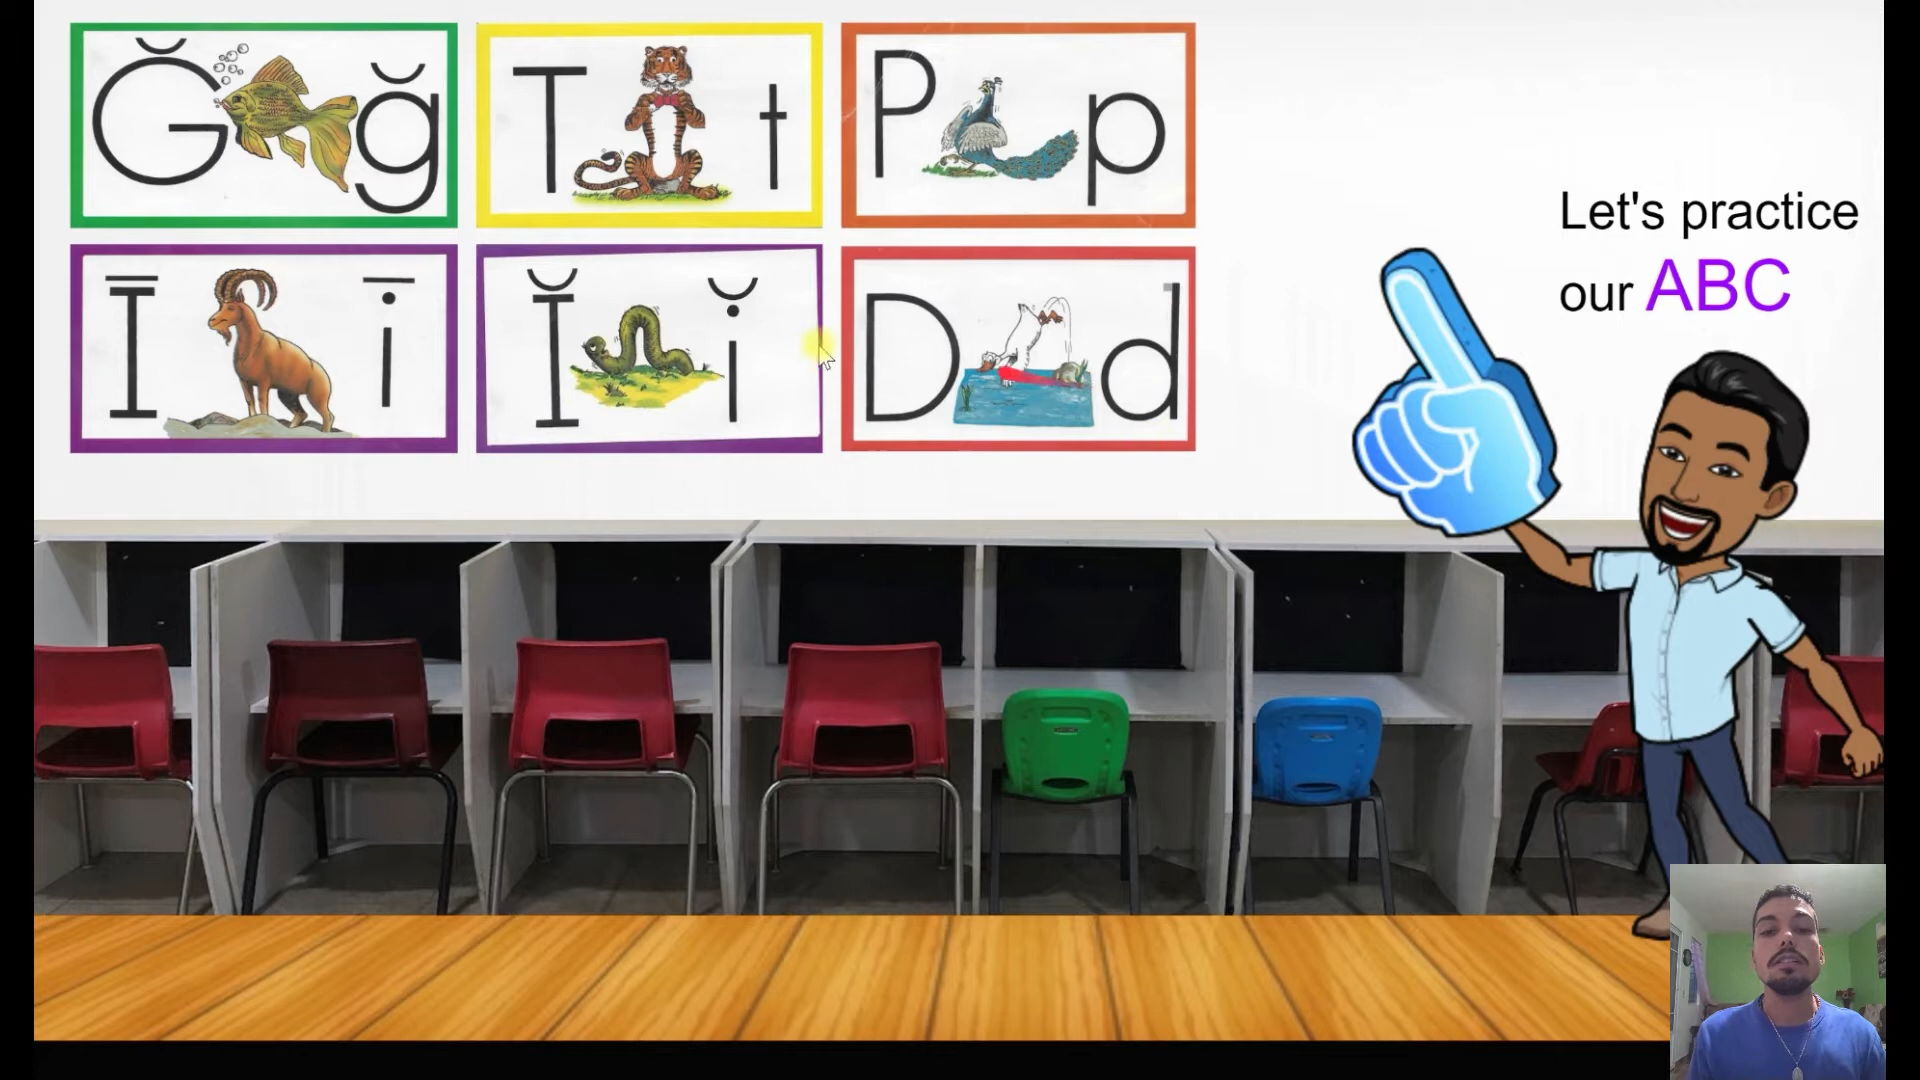 Ğ ğ
T t
P p
Ī ī
Ĭ ĭ
D d
Let's practice
our ABC